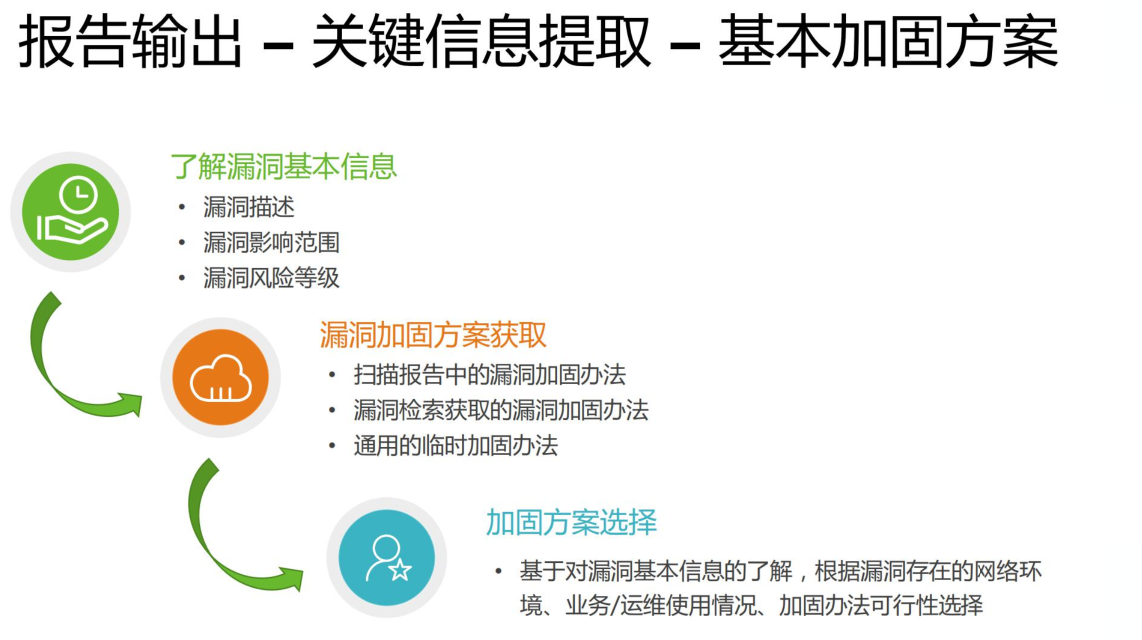 报告输出 – 关键信息提取 – 基本加固方案
了解漏洞基本信息
• 漏洞描述
• 漏洞影响范围
• 漏洞风险等级
漏洞加固方案获取
• 扫描报告中的漏洞加固办法
• 漏洞检索获取的漏洞加固办法
• 通用的临时加固办法
加固方案选择
• 基于对漏洞基本信息的了解，根据漏洞存在的网络环
境、业务/运维使用情况、加固办法可行性选择